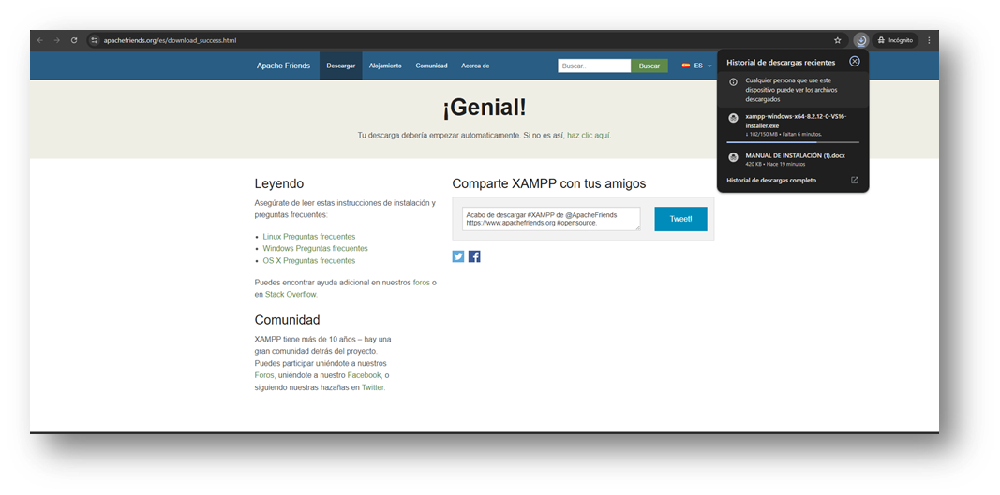 apachefriends.org/es/download_success.html
Incógnito
Apache Friends
Descargar
Alojamiento
Comunidad
Acerca de
Buscar..
Buscar
ES
Historial de descargas recientes
Cualquier persona que use este
dispositivo puede ver los archivos
descargados
xampp-windows-x64-8.2.12-0-VS16-
installer.exe
↓ 102/150 MB • Faltan 6 minutos.
MANUAL DE INSTALACIÓN (1).docx
420 KB • Hace 19 minutos
Historial de descargas completo
¡Genial!
Tu descarga debería empezar automaticamente. Si no es así, haz clic aquí.
Leyendo
Asegúrate de leer estas instrucciones de instalación y
preguntas frecuentes:
Linux Preguntas frecuentes
Windows Preguntas frecuentes
OS X Preguntas frecuentes
Puedes encontrar ayuda adicional en nuestros foros o
en Stack Overflow.
Comunidad
XAMPP tiene más de 10 años – hay una
gran comunidad detrás del proyecto.
Puedes participar uniéndote a nuestros
Foros, uniéndote a nuestro Facebook, o
siguiendo nuestras hazañas en Twitter.
Comparte XAMPP con tus amigos
Acabo de descargar #XAMPP de @ApacheFriends
https://www.apachefriends.org #opensource.
Tweet!